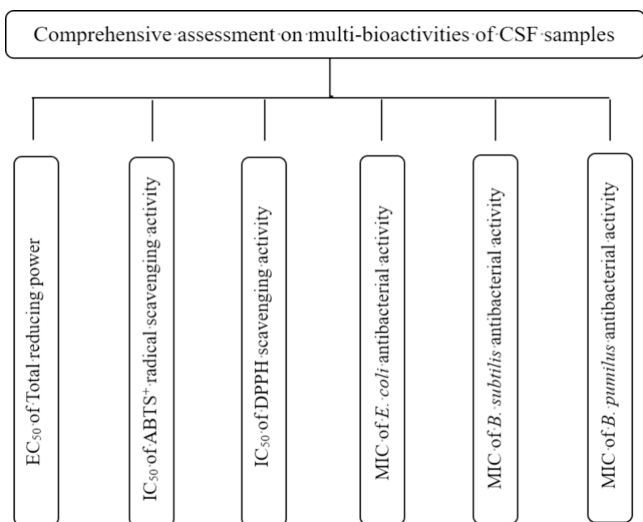 Comprehensive assessment on multi-bioactivities of CSF samples
EC₅₀ of Total reducing power
IC₅₀ of ABTS⁺ radical scavenging activity
IC₅₀ of DPPH scavenging activity
MIC of E. coli antibacterial activity
MIC of B. subtilis antibacterial activity
MIC of B. pumilus antibacterial activity